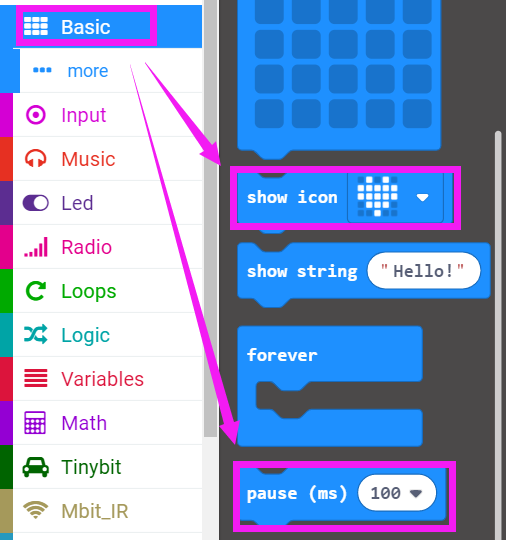 Basic
more
Input
Music
Led
Radio
Loops
Logic
Variables
Math
Tinybit
Mbit_IR
show icon
show string "Hello!"
forever
pause (ms) 100